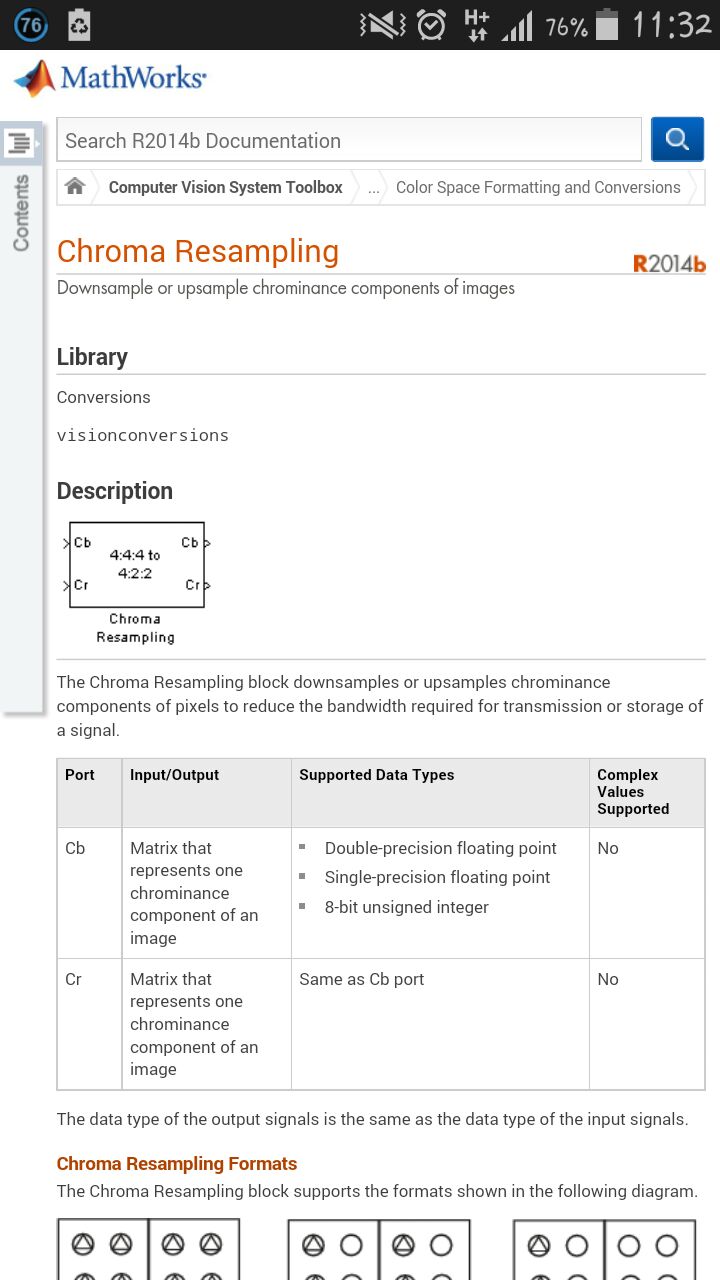 76
H+
76%
11:32
MathWorks
Contents
Search R2014b Documentation
Computer Vision System Toolbox
...
Color Space Formatting and Conversions
Chroma Resampling
R2014b
Downsample or upsample chrominance components of images
Library
Conversions
visionconversions
Description
Cb
Cb
4:4:4 to
4:2:2
Cr
Cr
Chroma
Resampling
The Chroma Resampling block downsamples or upsamples chrominance
components of pixels to reduce the bandwidth required for transmission or storage of
a signal.
Port
Input/Output
Supported Data Types
Complex
Values
Supported
Cb
Matrix that
represents one
chrominance
component of an
image
Double-precision floating point
Single-precision floating point
8-bit unsigned integer
No
Cr
Matrix that
represents one
chrominance
component of an
image
Same as Cb port
No
The data type of the output signals is the same as the data type of the input signals.
Chroma Resampling Formats
The Chroma Resampling block supports the formats shown in the following diagram.